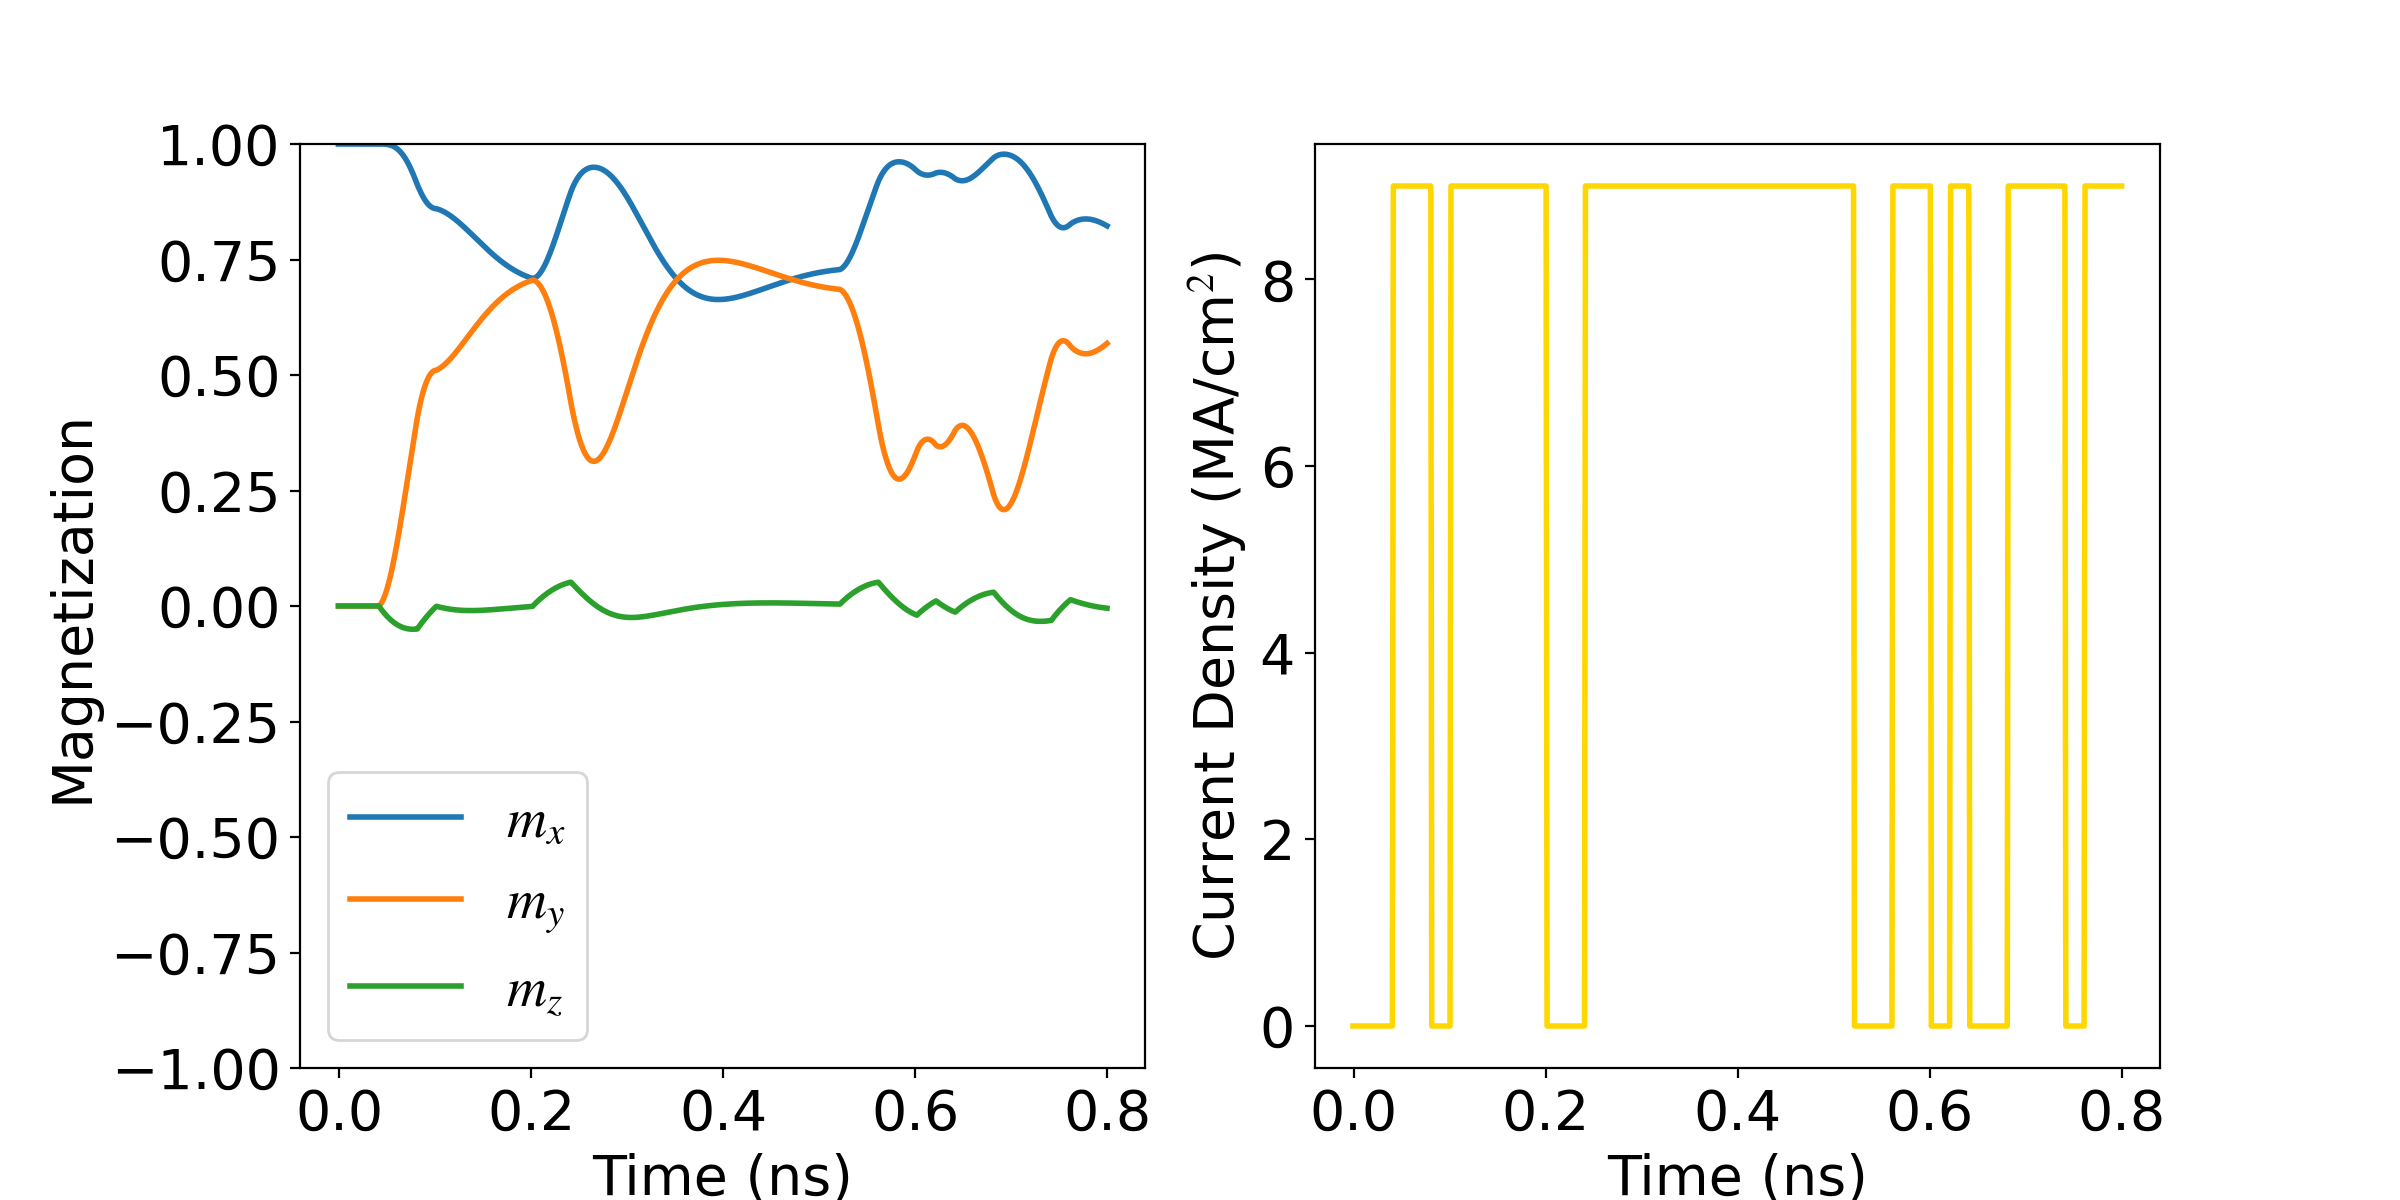 Magnetization
1.00
0.75
0.50
0.25
0.00
−0.25
−0.50
−0.75
−1.00
m_x
m_y
m_z
0.0 0.2 0.4 0.6 0.8
Time (ns)
Current Density (MA/cm²)
8
6
4
2
0
0.0 0.2 0.4 0.6 0.8
Time (ns)